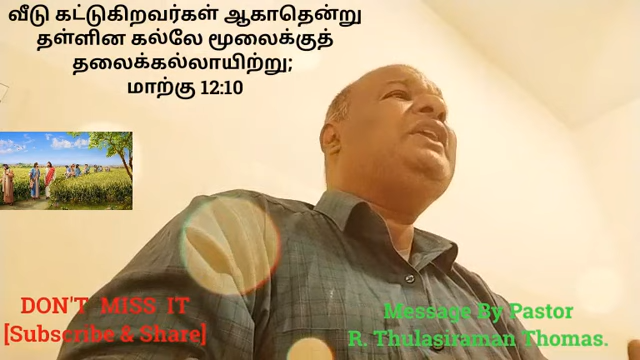 வீடு கட்டுகிறவர்கள் ஆகாதென்று
தள்ளின கல்லே மூலைக்குத்
தலைக்கல்லாயிற்று;
மாற்கு 12:10
DON'T MISS IT
[Subscribe & Share]
Message By Pastor
R. Thulasiraman Thomas.